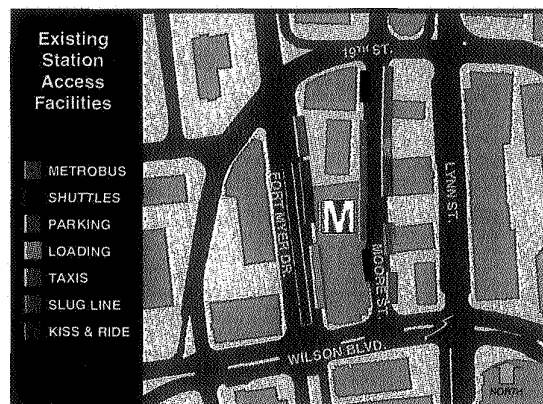 Existing
Station
Access
Facilities
METROBUS
SHUTTLES
PARKING
LOADING
TAXIS
SLUG LINE
KISS & RIDE
19TH ST.
FORT MYER DR.
M
MOORE ST.
LYNN ST.
WILSON BLVD.
NORTH